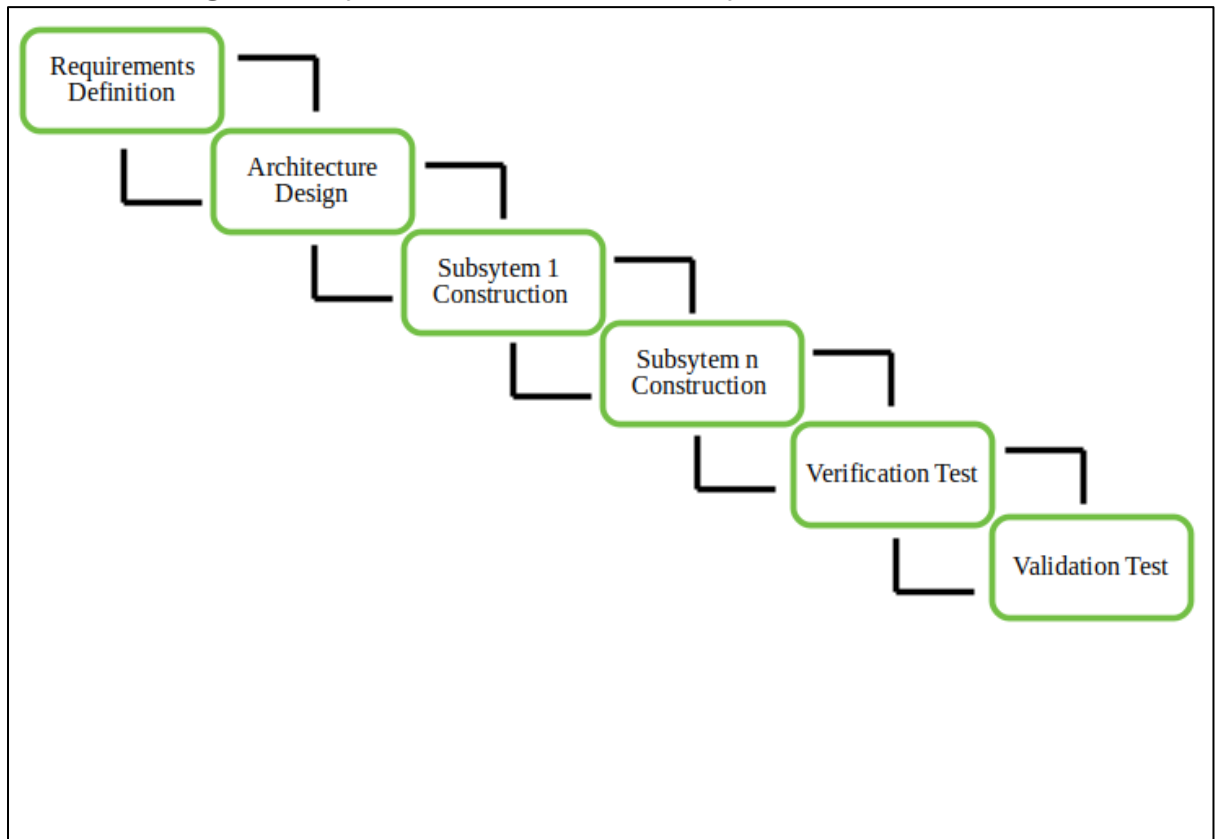 Requirements
Definition
Architecture
Design
Subsytem 1
Construction
Subsytem n
Construction
Verification Test
Validation Test